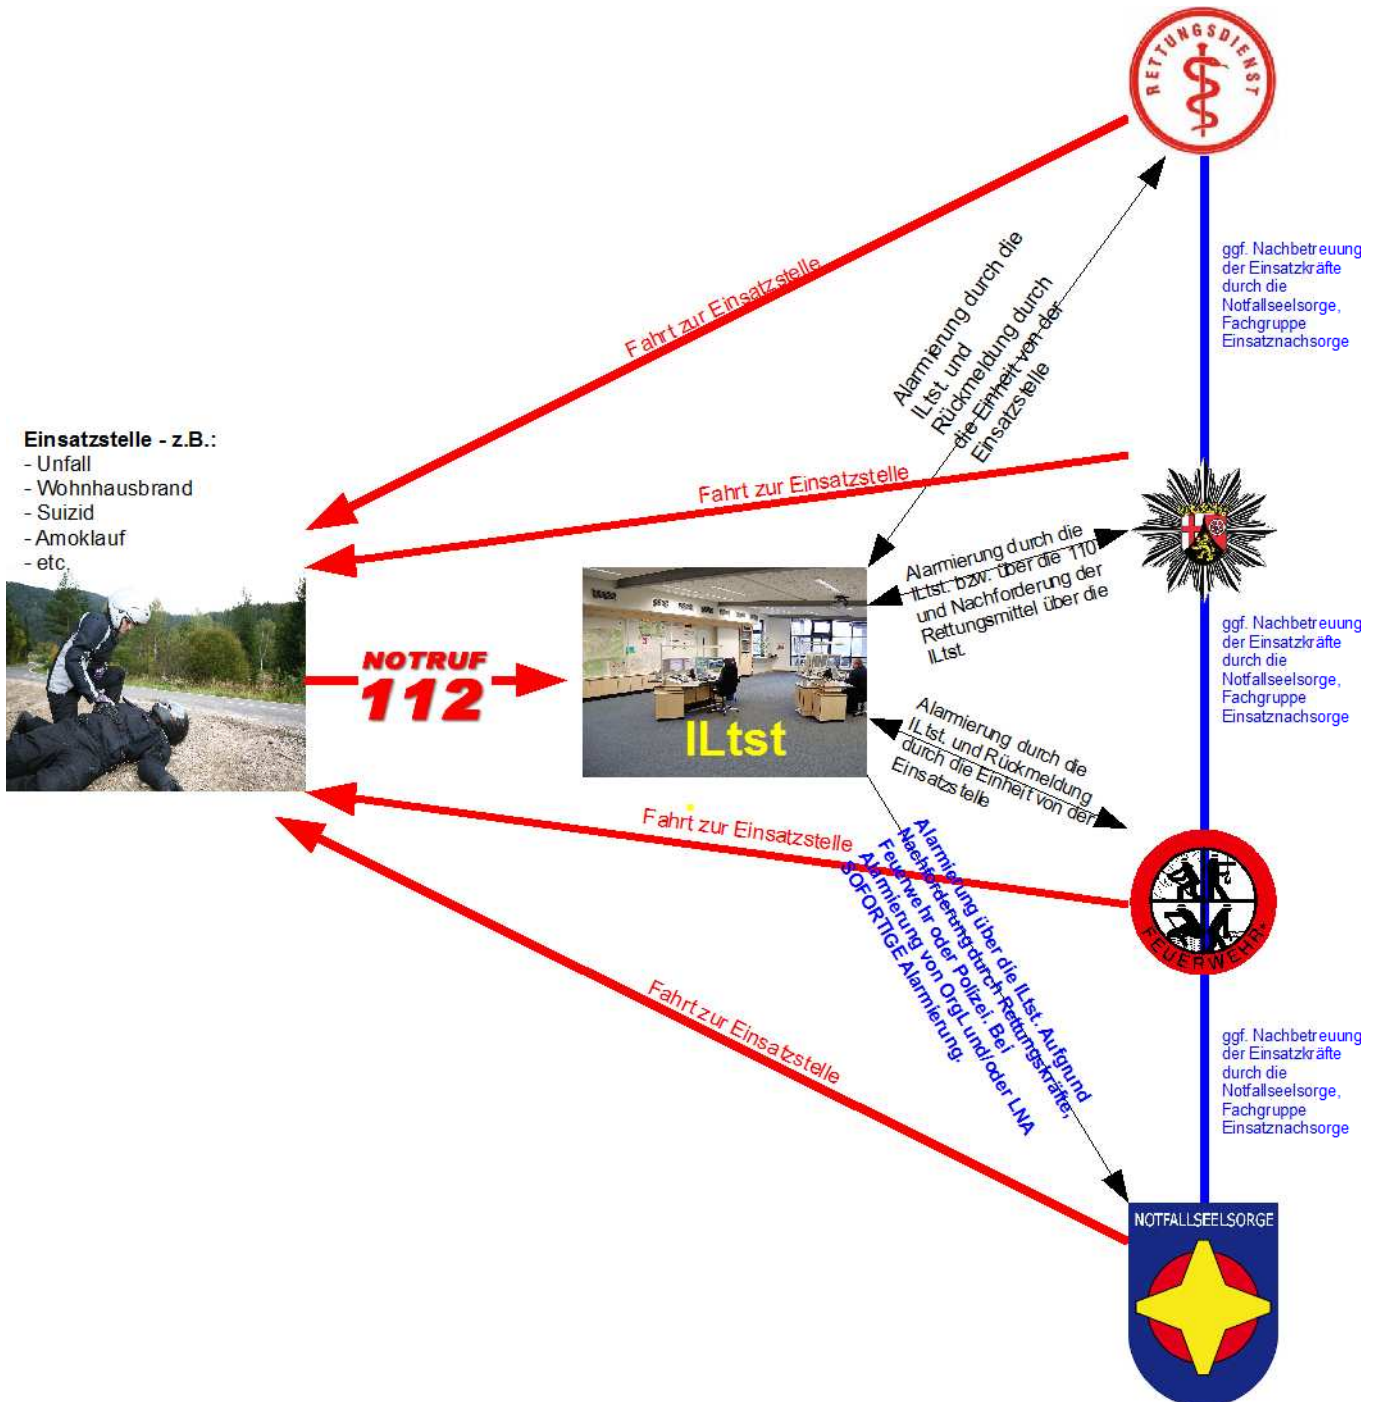 RETTUNGSDIENST
ggf. Nachbetreuung
der Einsatzkräfte
durch die
Notfallseelsorge,
Fachgruppe
Einsatznachsorge
Fahrt zur Einsatzstelle
Alarmierung durch die
ILtst. und
Rückmeldung durch
die Einheit von der
Einsatzstelle
Einsatzstelle - z.B.:
- Unfall
- Wohnhausbrand
- Suizid
- Amoklauf
- etc.
Fahrt zur Einsatzstelle
Alarmierung durch die
ILtst. bzw. über die 110
und Nachforderung der
Rettungsmittel über die
ILtst.
NOTRUF
112
ILtst
.
ggf. Nachbetreuung
der Einsatzkräfte
durch die
Notfallseelsorge,
Fachgruppe
Einsatznachsorge
Alarmierung durch die
ILtst. und Rückmeldung
durch die Einheit von der
Einsatzstelle
Fahrt zur Einsatzstelle
FEUERWEHR
Alarmierung über die ILtst. Aufgrund
Nachforderung durch Rettungskräfte,
Feuerwehr oder Polizei. Bei
Alarmierung von OrgL und/oder LNA
SOFORTIGE Alarmierung.
Fahrt zur Einsatzstelle
ggf. Nachbetreuung
der Einsatzkräfte
durch die
Notfallseelsorge,
Fachgruppe
Einsatznachsorge
NOTFALLSEELSORGE